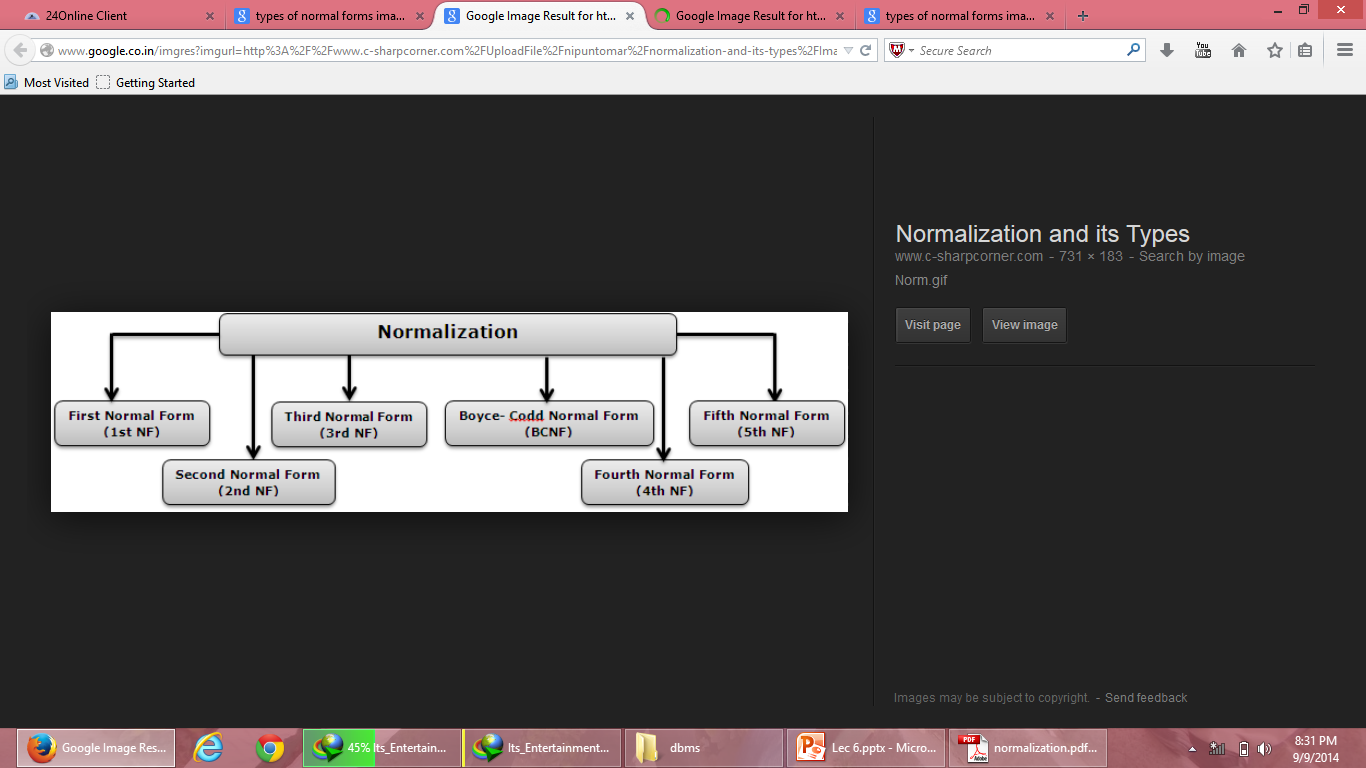 24Online Client
types of normal forms ima...
Google Image Result for ht...
Google Image Result for ht...
types of normal forms ima...
www.google.co.in/imgres?imgurl=http%3A%2F%2Fwww.c-sharpcorner.com%2FUploadFile%2Fnipuntomar%2Fnormalization-and-its-types%2FIma
Secure Search
You
Tube
Most Visited
Getting Started
Normalization
First Normal Form
(1st NF)
Third Normal Form
(3rd NF)
Boyce- Codd Normal Form
(BCNF)
Fifth Normal Form
(5th NF)
Second Normal Form
(2nd NF)
Fourth Normal Form
(4th NF)
Normalization and its Types
www.c-sharpcorner.com - 731 × 183 - Search by image
Norm.gif
Visit page
View image
Images may be subject to copyright. - Send feedback
Google Image Res...
45% Its_Entertain...
Its_Entertainment...
dbms
Lec 6.pptx - Micro...
normalization.pdf...
8:31 PM
9/9/2014